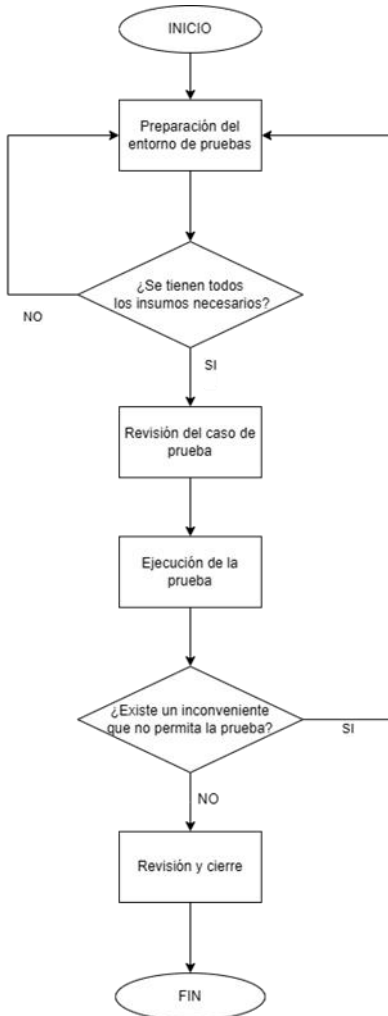 INICIO
Preparación del
entorno de pruebas
¿Se tienen todos
los insumos necesarios?
NO
SI
Revisión del caso de
prueba
Ejecución de la
prueba
¿Existe un inconveniente
que no permita la prueba?
SI
NO
Revisión y cierre
FIN